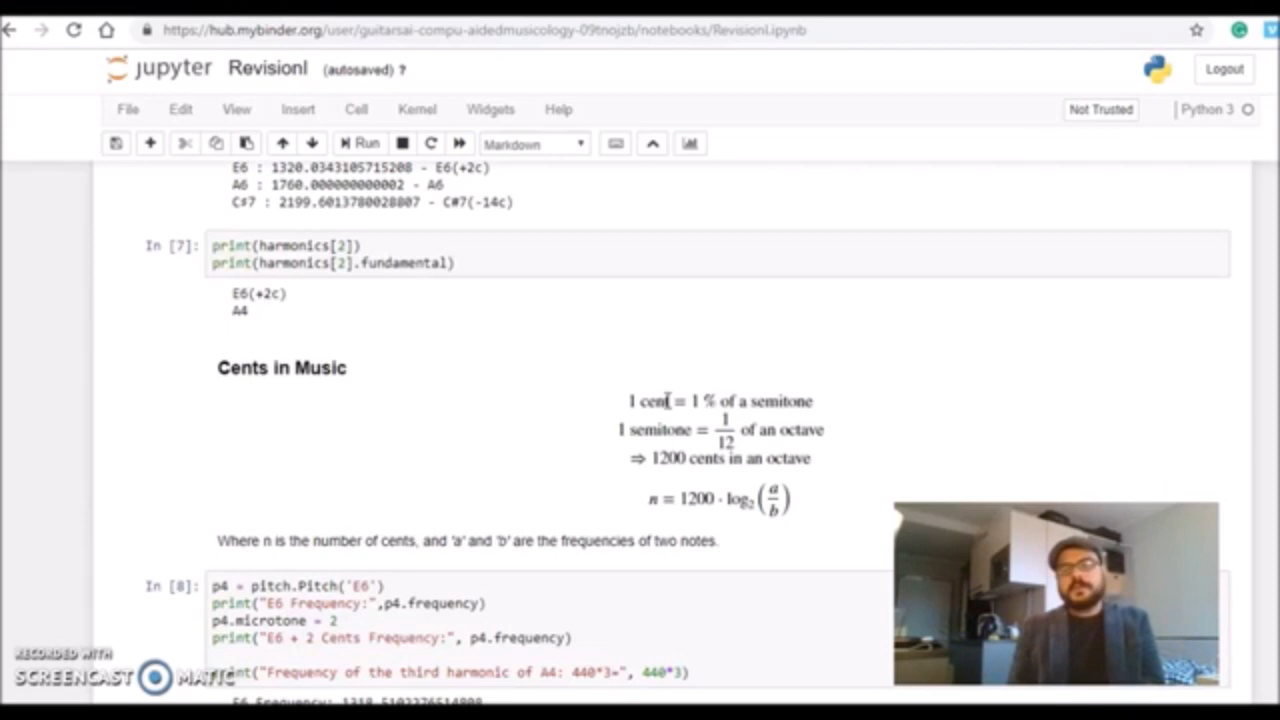 https://hub.mybinder.org/user/guitarsai-compu-aidedmusicology-09tnojzb/notebooks/RevisionI.ipynb
jupyter RevisionI (autosaved) ?
Logout
File Edit View Insert Cell Kernel Widgets Help
Not Trusted
Python 3
Run
Markdown
E6 : 1320.0343105715208 - E6(+2c)
A6 : 1760.000000000002 - A6
C#7 : 2199.6013780028807 - C#7(-14c)
In [7]:
print(harmonics[2])
print(harmonics[2].fundamental)
E6(+2c)
A4
Cents in Music
1 cent = 1 % of a semitone
1 semitone = 1/12 of an octave
⇒ 1200 cents in an octave
n = 1200 · log₂(a/b)
Where n is the number of cents, and 'a' and 'b' are the frequencies of two notes.
In [8]:
p4 = pitch.Pitch('E6')
print("E6 Frequency:",p4.frequency)
p4.microtone = 2
print("E6 + 2 Cents Frequency:", p4.frequency)
int("Frequency of the third harmonic of A4: 440*3=", 440*3)
E6 Frequency: 1318.5102276514808
RECORDED WITH
SCREENCAST MATIC